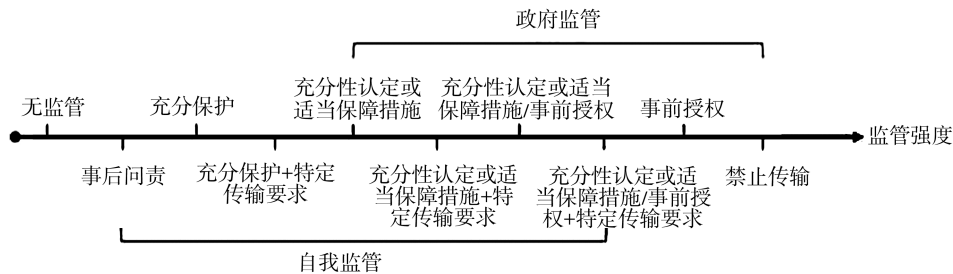 政府监管
无监管
充分保护
充分性认定或
适当保障措施
充分性认定或适当
保障措施/事前授权
事前授权
监管强度
事后问责
充分保护+特定
传输要求
充分性认定或适
当保障措施+特
定传输要求
充分性认定或适
当保障措施/事前授
权+特定传输要求
禁止传输
自我监管